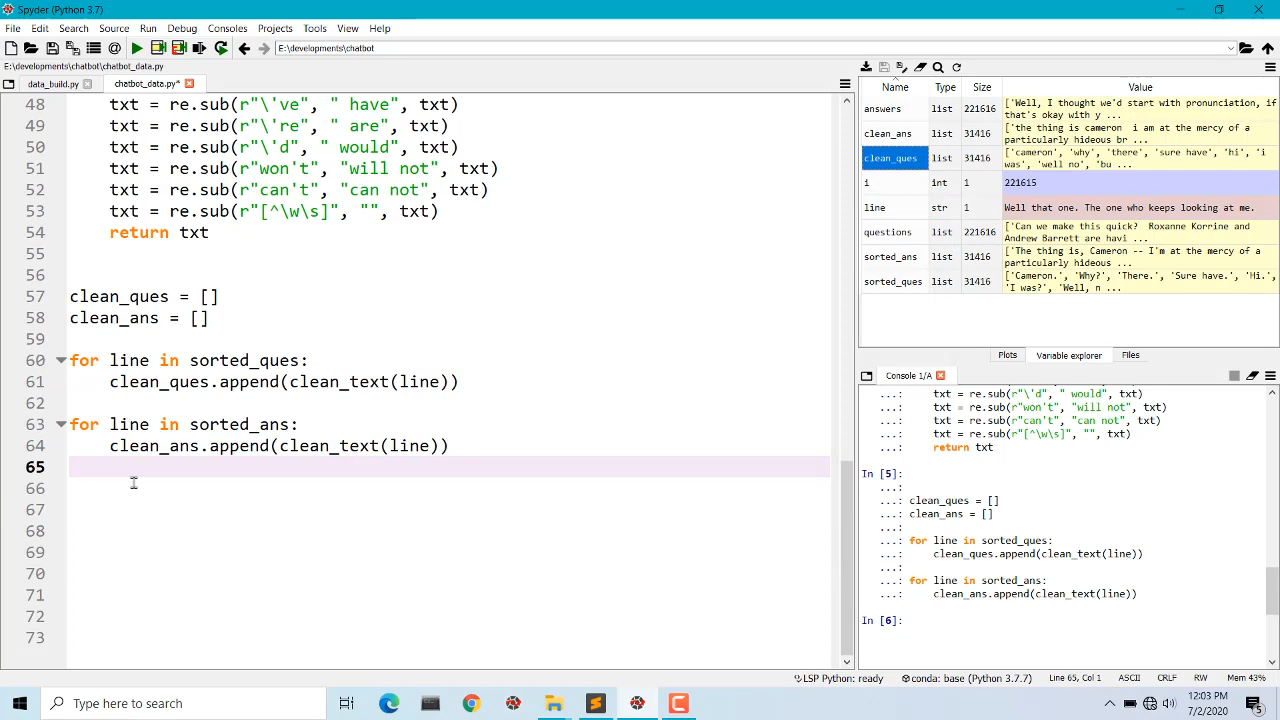 Spyder (Python 3.7)
File Edit Search Source Run Debug Consoles Projects Tools View Help
E:\developments\chatbot
E:\developments\chatbot\chatbot_data.py
data_build.py chatbot_data.py*
48 txt = re.sub(r"\'ve", " have", txt)
49 txt = re.sub(r"\'re", " are", txt)
50 txt = re.sub(r"\'d", " would", txt)
51 txt = re.sub(r"won't", "will not", txt)
52 txt = re.sub(r"can't", "can not", txt)
53 txt = re.sub(r"[^\w\s]", "", txt)
54 return txt
55
56
57 clean_ques = []
58 clean_ans = []
59
60 for line in sorted_ques:
61 clean_ques.append(clean_text(line))
62
63 for line in sorted_ans:
64 clean_ans.append(clean_text(line))
65
66
67
68
69
70
71
72
73
Name Type Size Value
answers list 221616 ['Well, I thought we'd start with pronunciation, if
that's okay with y ...
clean_ans list 31416 ['the thing is cameron i am at the mercy of a
particularly hideous br ...
clean_ques list 31416 ['cameron', 'why', 'there', 'sure have', 'hi', 'i
was', 'well no', 'bu ...
i int 1 221615
line str 1 Well that one. The one who keeps looking at me.
questions list 221616 ['Can we make this quick? Roxanne Korrine and
Andrew Barrett are havi ...
sorted_ans list 31416 ['The thing is, Cameron -- I'm at the mercy of a
particularly hideous ...
sorted_ques list 31416 ['Cameron.', 'Why?', 'There.', 'Sure have.', 'Hi.',
'I was?', 'Well, n ...
Plots Variable explorer Files
Console 1/A
...: txt = re.sub(r"\'d", " would", txt)
...: txt = re.sub(r"won't", "will not", txt)
...: txt = re.sub(r"can't", "can not", txt)
...: txt = re.sub(r"[^\w\s]", "", txt)
...: return txt
In [5]:
...:
...: clean_ques = []
...: clean_ans = []
...:
...: for line in sorted_ques:
...: clean_ques.append(clean_text(line))
...:
...: for line in sorted_ans:
...: clean_ans.append(clean_text(line))
In [6]:
LSP Python: ready conda: base (Python 3.7.7) Line 65, Col 1 ASCII CRLF RW Mem 43%
Type here to search
12:03 PM
7/2/2020
5